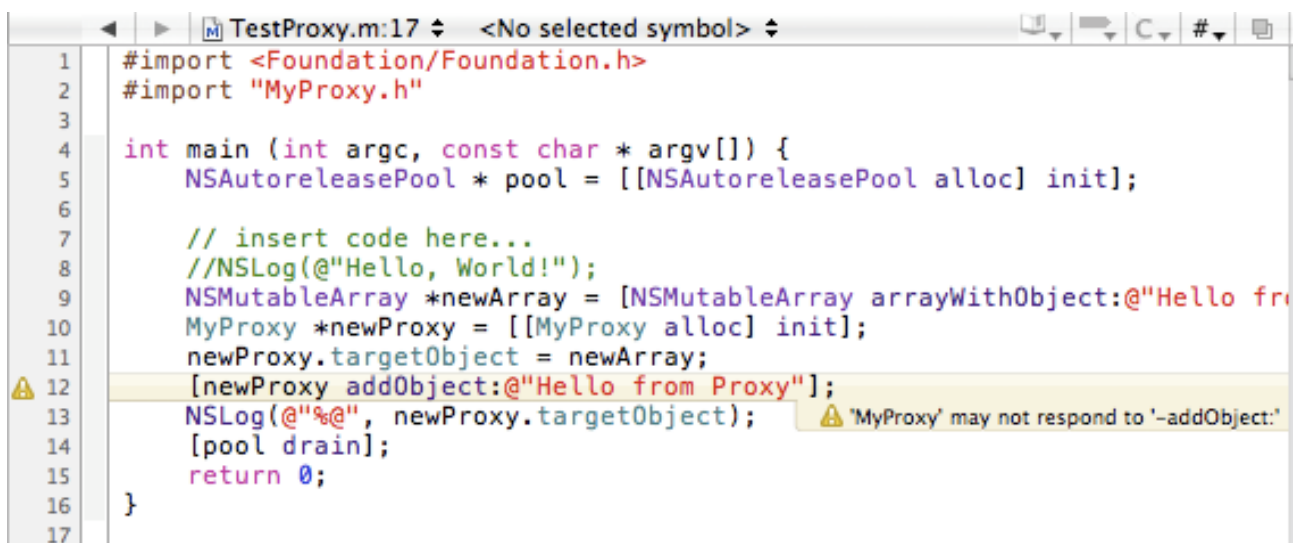 TestProxy.m:17 <No selected symbol> C #
1 #import <Foundation/Foundation.h>
2 #import "MyProxy.h"
3
4 int main (int argc, const char * argv[]) {
5 NSAutoreleasePool * pool = [[NSAutoreleasePool alloc] init];
6
7 // insert code here...
8 //NSLog(@"Hello, World!");
9 NSMutableArray *newArray = [NSMutableArray arrayWithObject:@"Hello
10 MyProxy *newProxy = [[MyProxy alloc] init];
11 newProxy.targetObject = newArray;
12 [newProxy addObject:@"Hello from Proxy"];
13 NSLog(@"%@", newProxy.targetObject); 'MyProxy' may not respond to '-addObject:'
14 [pool drain];
15 return 0;
16 }
17